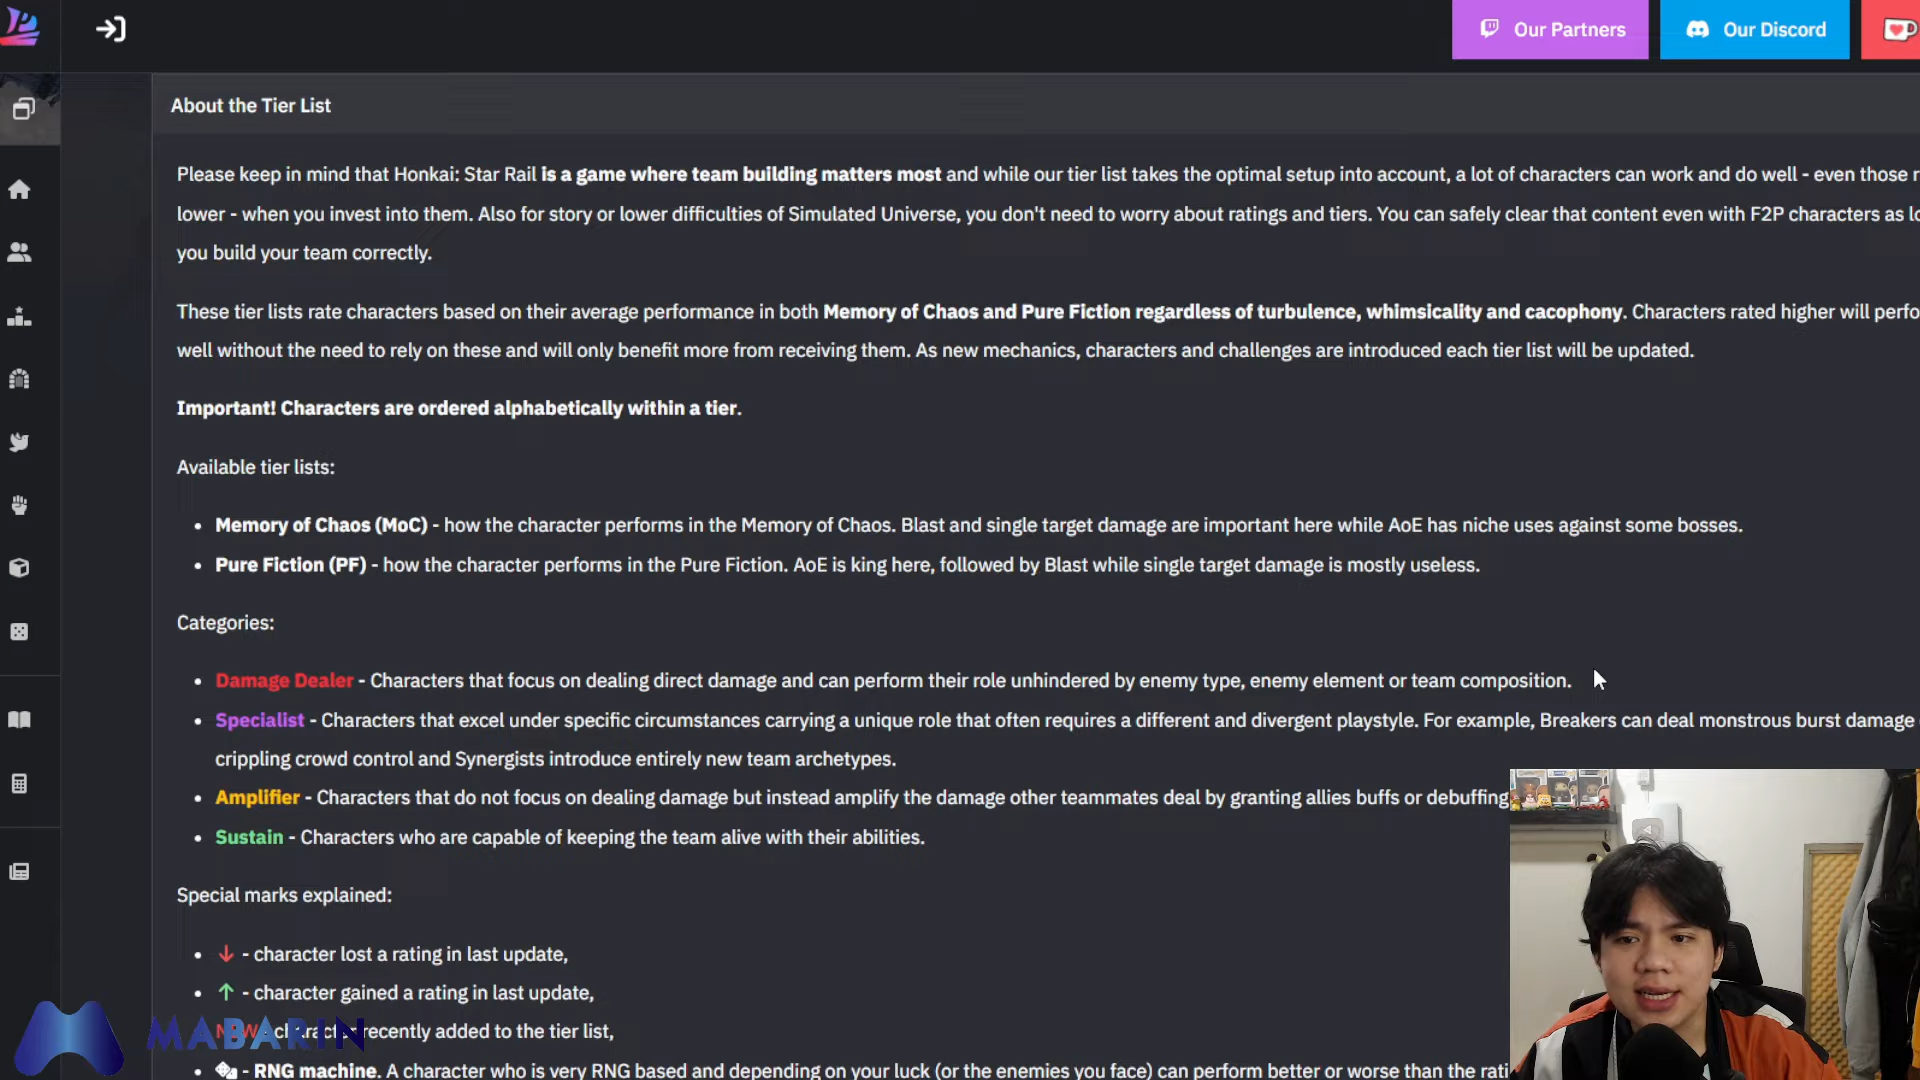 Our Partners
Our Discord
About the Tier List
Please keep in mind that Honkai: Star Rail is a game where team building matters most and while our tier list takes the optimal setup into account, a lot of characters can work and do well - even those
lower - when you invest into them. Also for story or lower difficulties of Simulated Universe, you don't need to worry about ratings and tiers. You can safely clear that content even with F2P characters as
you build your team correctly.
These tier lists rate characters based on their average performance in both Memory of Chaos and Pure Fiction regardless of turbulence, whimsicality and cacophony. Characters rated higher will
well without the need to rely on these and will only benefit more from receiving them. As new mechanics, characters and challenges are introduced each tier list will be updated.
Important! Characters are ordered alphabetically within a tier.
Available tier lists:
• Memory of Chaos (MoC) - how the character performs in the Memory of Chaos. Blast and single target damage are important here while AoE has niche uses against some bosses.
• Pure Fiction (PF) - how the character performs in the Pure Fiction. AoE is king here, followed by Blast while single target damage is mostly useless.
Categories:
• Damage Dealer - Characters that focus on dealing direct damage and can perform their role unhindered by enemy type, enemy element or team composition.
• Specialist - Characters that excel under specific circumstances carrying a unique role that often requires a different and divergent playstyle. For example, Breakers can deal monstrous burst damage
crippling crowd control and Synergists introduce entirely new team archetypes.
• Amplifier - Characters that do not focus on dealing damage but instead amplify the damage other teammates deal by granting allies buffs or debuffing
• Sustain - Characters who are capable of keeping the team alive with their abilities.
Special marks explained:
• ↓ - character lost a rating in last update,
• ↑ - character gained a rating in last update,
• NEW - character recently added to the tier list,
MABARIN
• - RNG machine. A character who is very RNG based and depending on your luck (or the enemies you face) can perform better or worse than the